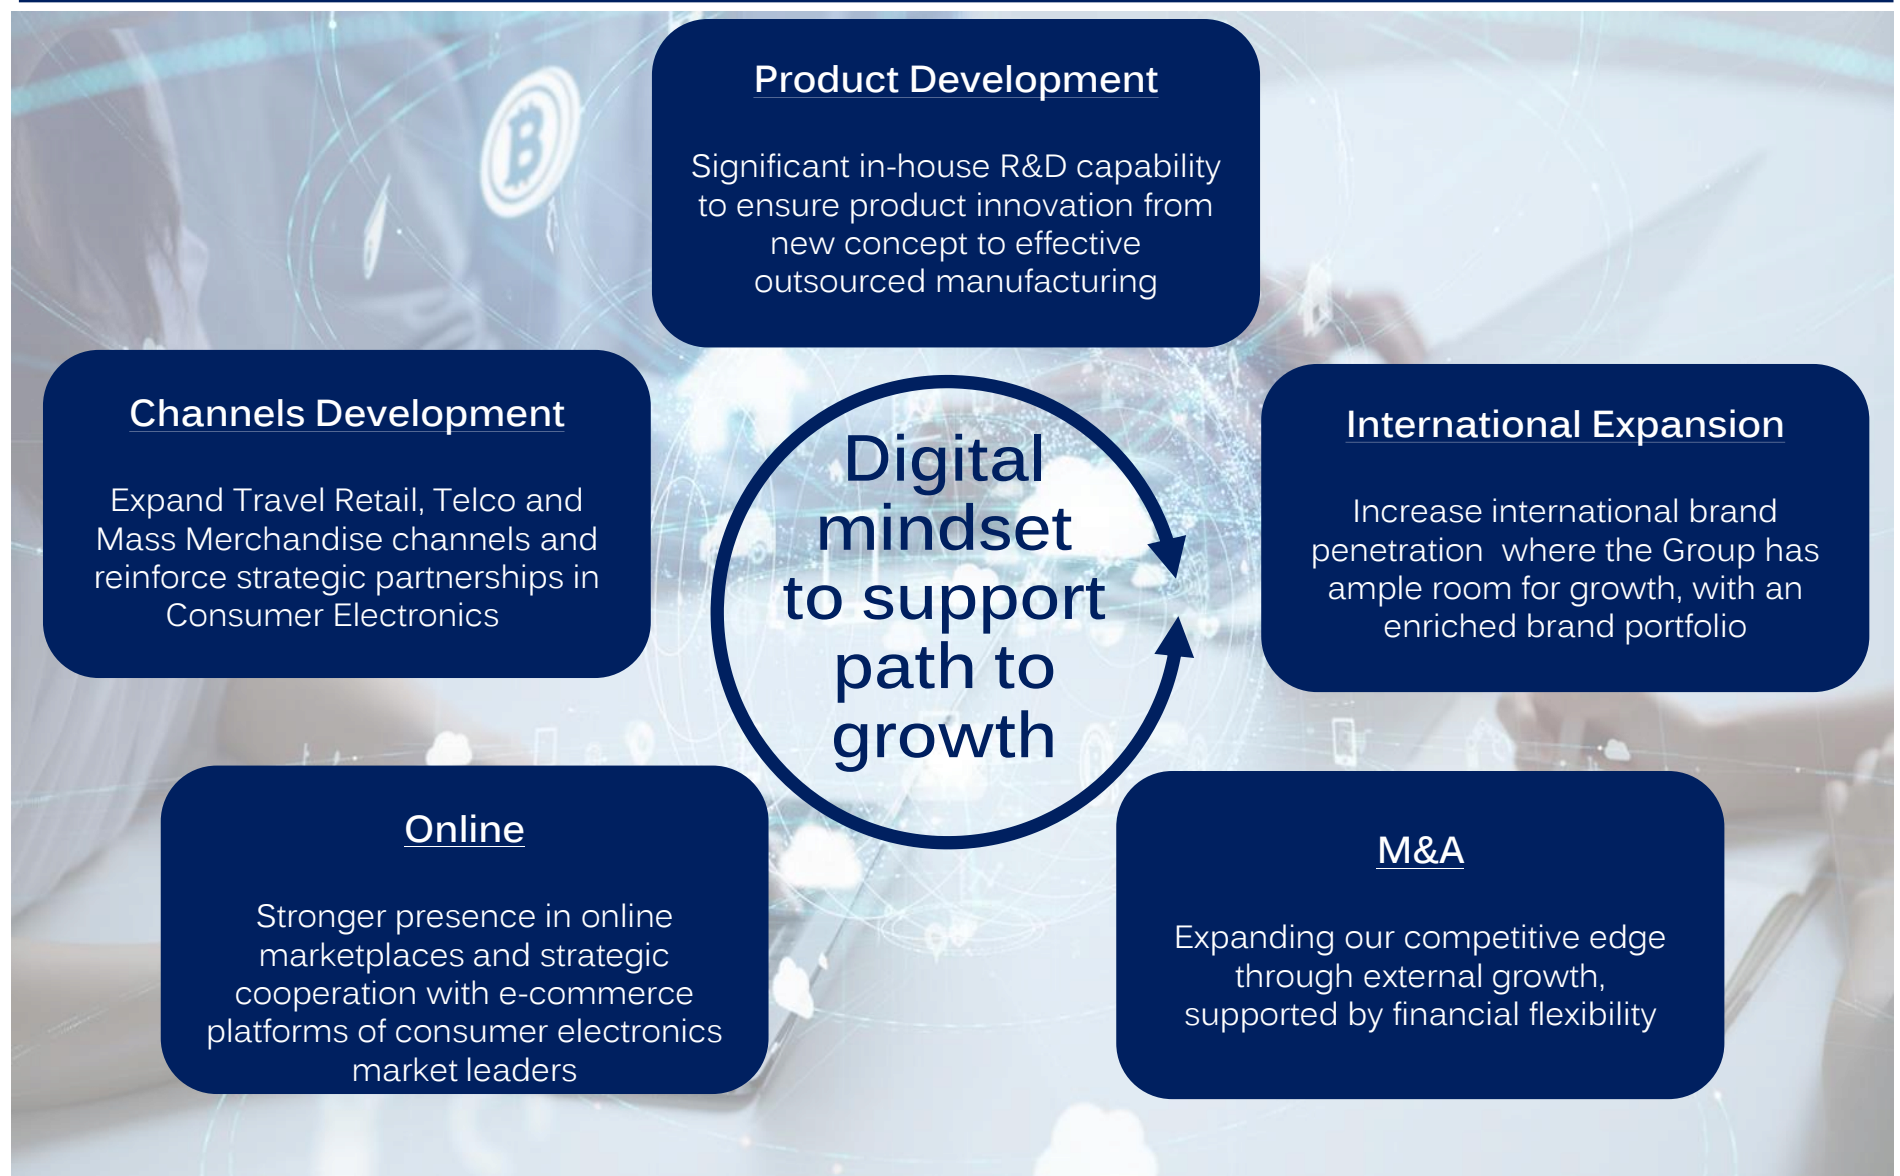 Product Development
Significant in-house R&D capability
to ensure product innovation from
new concept to effective
outsourced manufacturing
Channels Development
Expand Travel Retail, Telco and
Mass Merchandise channels and
reinforce strategic partnerships in
Consumer Electronics
Digital
mindset
to support
path to
growth
International Expansion
Increase international brand
penetration  where the Group has
ample room for growth, with an
enriched brand portfolio
Online
Stronger presence in online
marketplaces and strategic
cooperation with e-commerce
platforms of consumer electronics
market leaders
M&A
Expanding our competitive edge
through external growth,
supported by financial flexibility